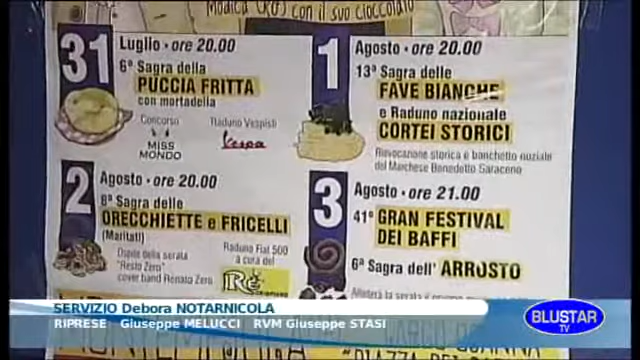 Modica (RG) con il suo Cioccolato
31 Luglio - ore 20.00
6ª Sagra della
PUCCIA FRITTA
con mortadella
Concorso
MISS
MONDO
Raduno Vespisti
Vespa
1 Agosto - ore 20.00
13ª Sagra delle
FAVE BIANCHE
e Raduno nazionale
CORTEI STORICI
Rievocazione storica e banchetto nuziale
del Marchese Benedetto Saraceno
2 Agosto - ore 20.00
8ª Sagra delle
ORECCHIETTE e FRICELLI
(Maritati)
Ospite della serata
"Resto Zero"
cover band Renato Zero
Raduno Fiat 500
a cura del
3 Agosto - ore 21.00
41° GRAN FESTIVAL
DEI BAFFI
6ª Sagra dell' ARROSTO
SERVIZIO Debora NOTARNICOLA
RIPRESE Giuseppe MELUCCI RVM Giuseppe STASI
BLUSTAR
TV